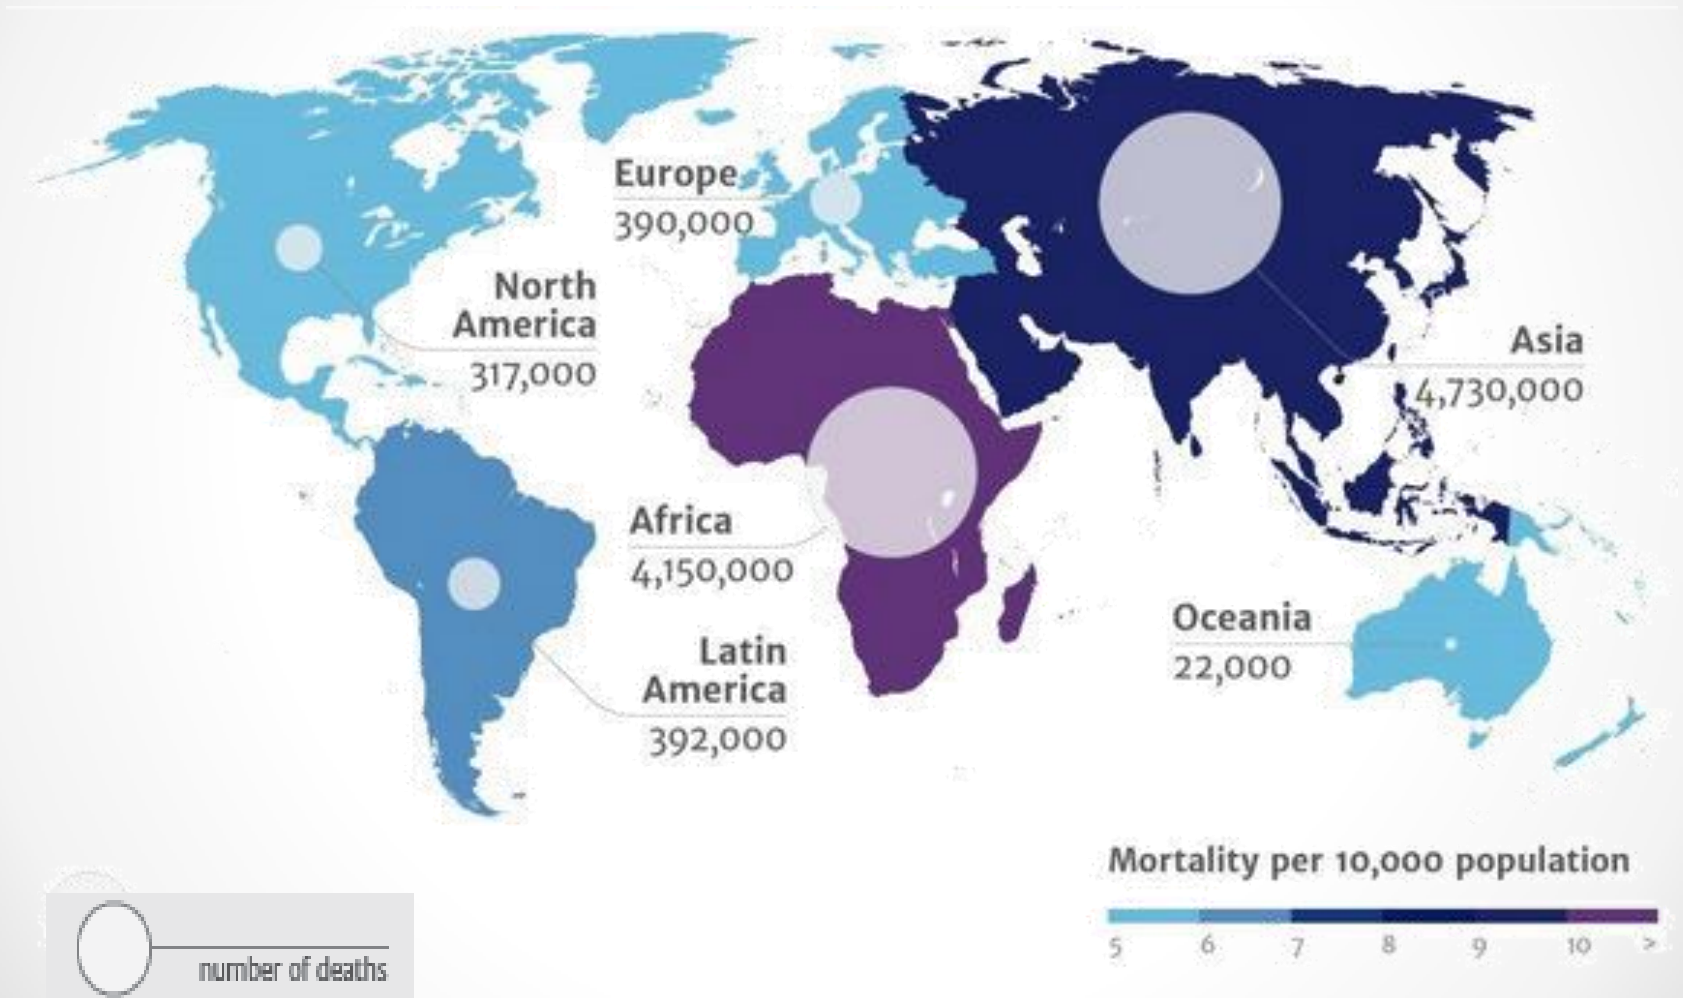 Europe
390,000
North
America
317,000
Asia
4,730,000
Africa
4,150,000
Latin
America
392,000
Oceania
22,000
Mortality per 10,000 population
5 6 7 8 9 10 >
number of deaths